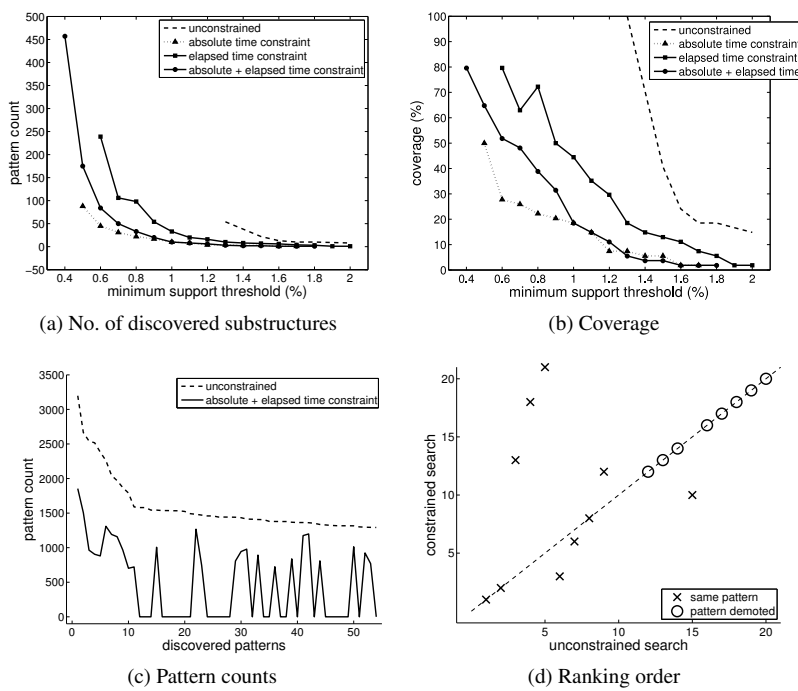 500
450
400
350
300
250
200
150
100
50
0
−50
pattern count
unconstrained
absolute time constraint
elapsed time constraint
absolute + elapsed time constraint
0.4 0.6 0.8 1 1.2 1.4 1.6 1.8 2
minimum support threshold (%)
(a) No. of discovered substructures
100
90
80
70
60
50
40
30
20
10
0
coverage (%)
unconstrained
absolute time constraint
elapsed time constraint
absolute + elapsed time
0.4 0.6 0.8 1 1.2 1.4 1.6 1.8 2
minimum support threshold (%)
(b) Coverage
3500
3000
2500
2000
1500
1000
500
0
pattern count
unconstrained
absolute + elapsed time constraint
0 10 20 30 40 50
discovered patterns
(c) Pattern counts
20
15
10
5
constrained search
same pattern
pattern demoted
5 10 15 20
unconstrained search
(d) Ranking order